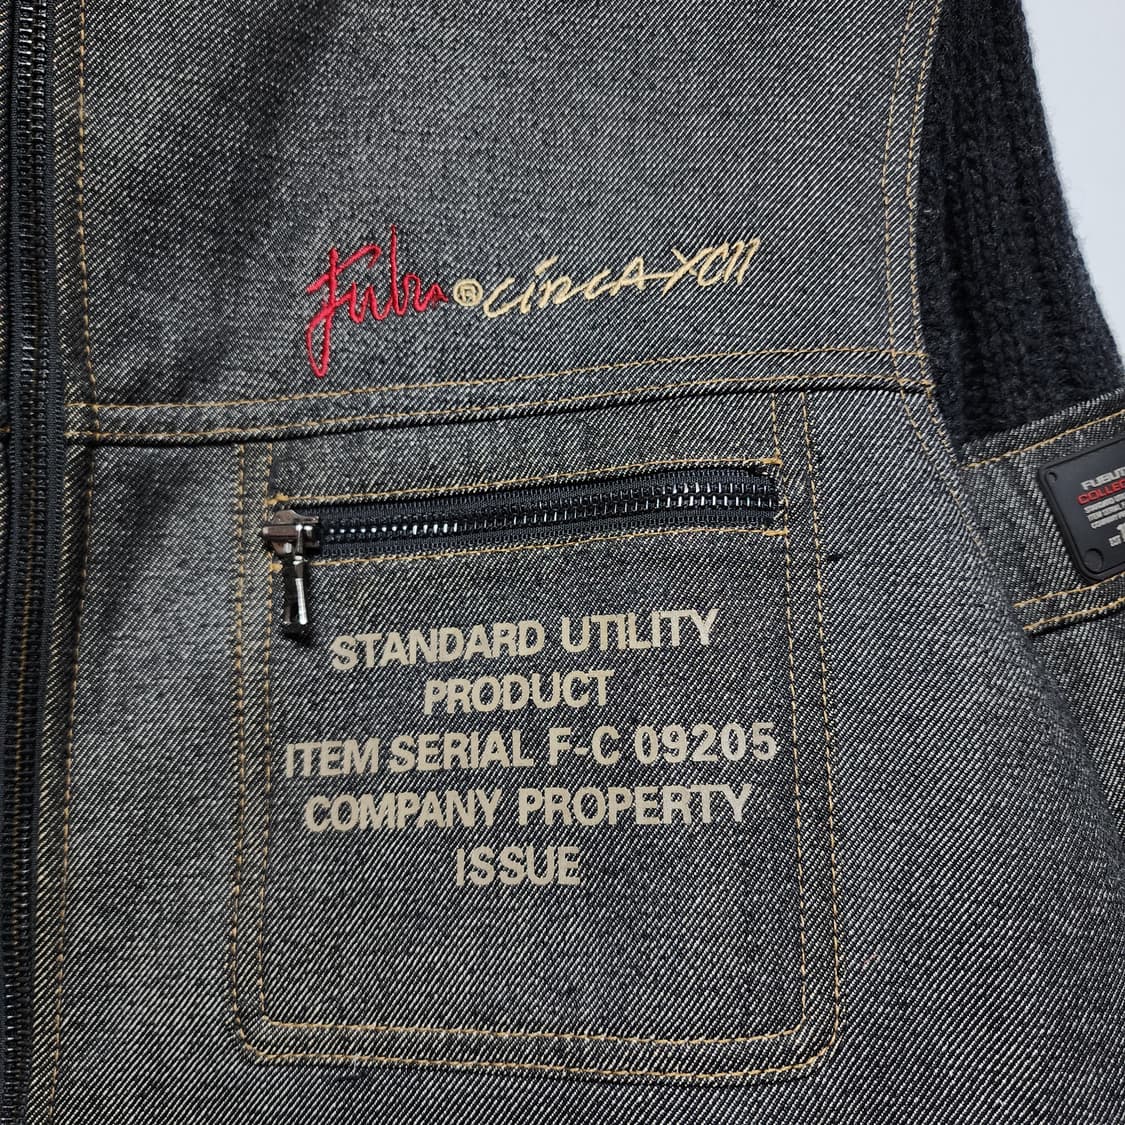 Fubu® circa XCII
STANDARD UTILITY
PRODUCT
ITEM SERIAL F-C 09205
COMPANY PROPERTY
ISSUE